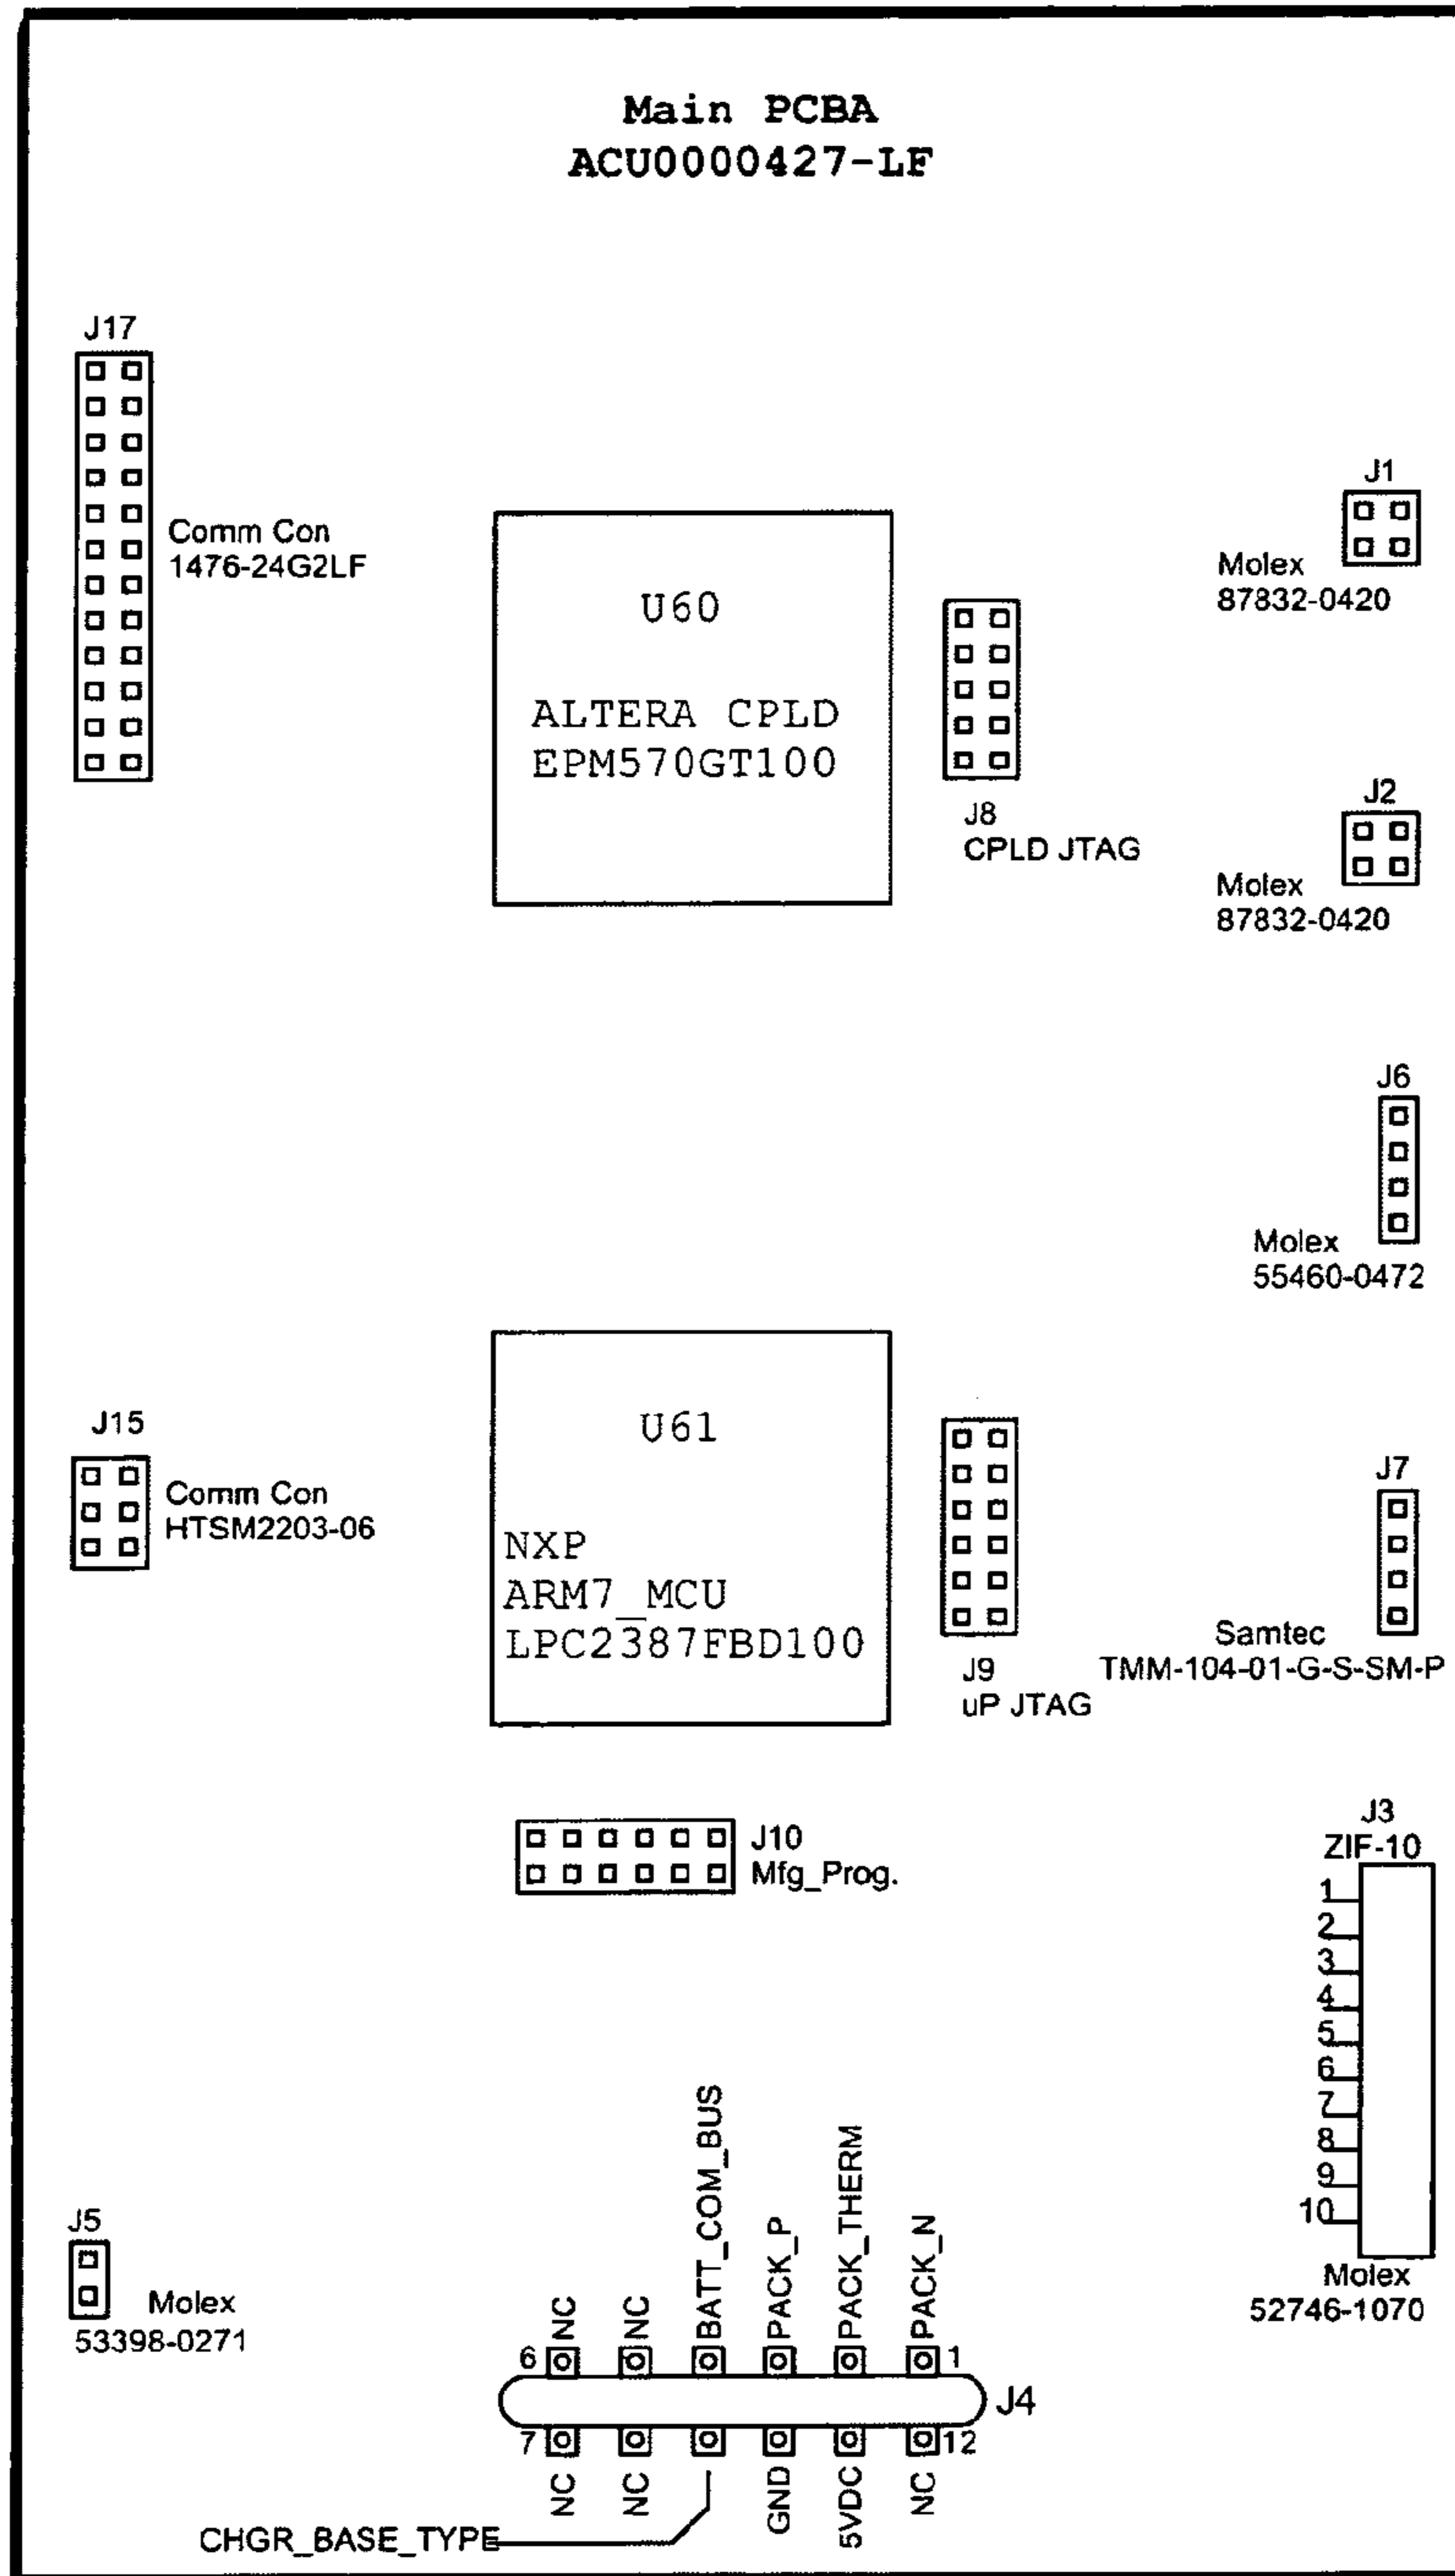 Main PCBA
ACU0000427-LF
J17
Comm Con
1476-24G2LF
U60
ALTERA CPLD
EPM570GT100
J8
CPLD JTAG
J1
Molex
87832-0420
J2
Molex
87832-0420
J6
Molex
55460-0472
J15
Comm Con
HTSM2203-06
U61
NXP
ARM7_MCU
LPC2387FBD100
J9
uP JTAG
J7
Samtec
TMM-104-01-G-S-SM-P
J10
Mfg_Prog.
J3
ZIF-10
1
2
3
4
5
6
7
8
9
10
Molex
52746-1070
J5
Molex
53398-0271
NC
NC
BATT_COM_BUS
PACK_P
PACK_THERM
PACK_N
6
1
J4
7
12
NC
NC
GND
5VDC
NC
CHGR_BASE_TYPE